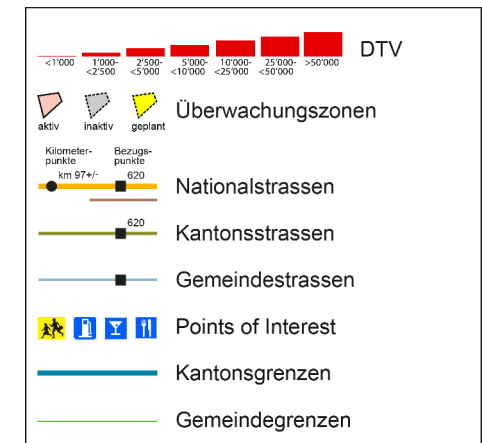 DTV
<1'000 1'000- 2'500- 5'000- 10'000- 25'000- >50'000
<2'500 <5'000 <10'000 <25'000 <50'000
Überwachungszonen
aktiv inaktiv geplant
Kilometer- Bezugs-
punkte punkte
km 97+/- 620
Nationalstrassen
620
Kantonsstrassen
Gemeindestrassen
Points of Interest
Kantonsgrenzen
Gemeindegrenzen